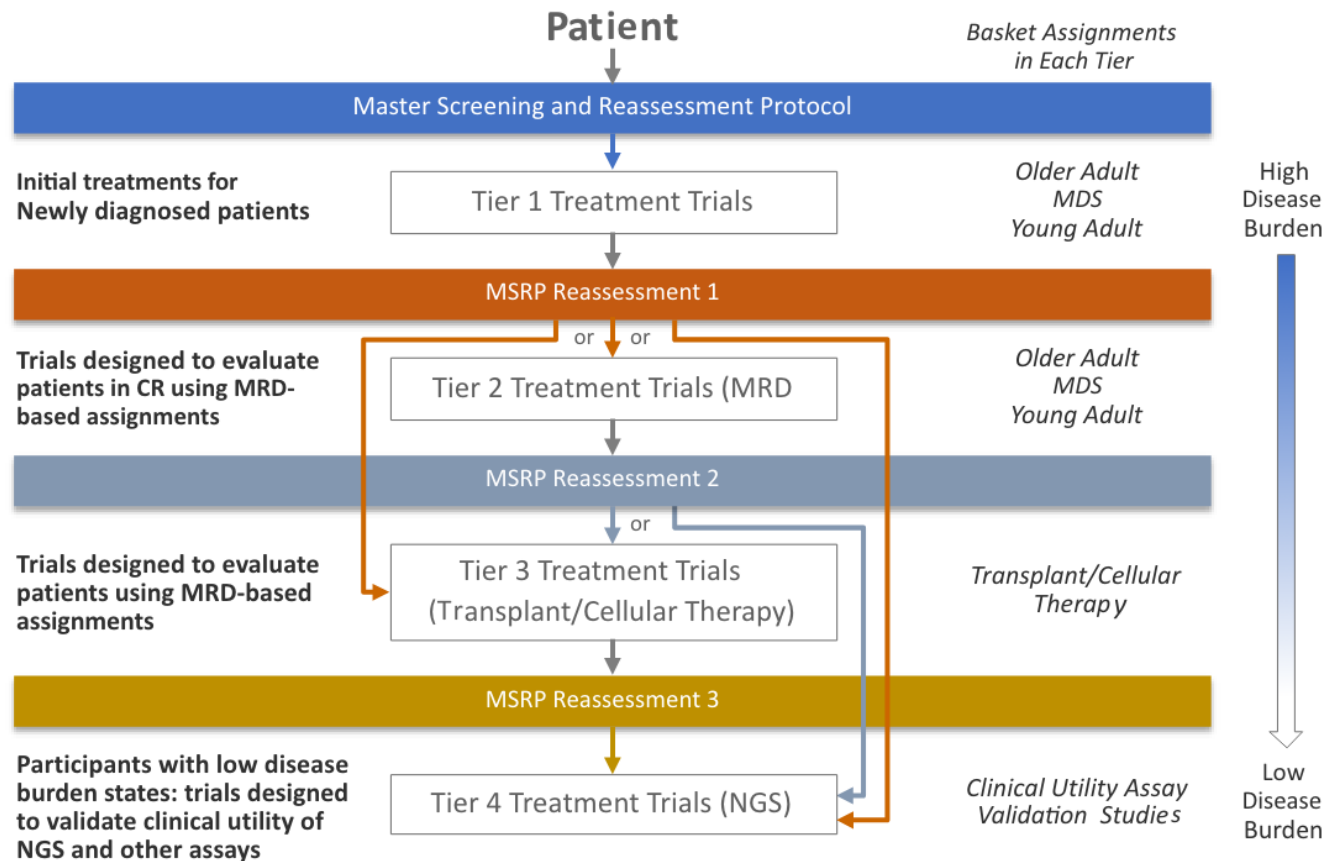 Patient
Basket Assignments
in Each Tier
Master Screening and Reassessment Protocol
Initial treatments for
Newly diagnosed patients
Tier 1 Treatment Trials
Older Adult
MDS
Young Adult
High
Disease
Burden
MSRP Reassessment 1
or
or
Trials designed to evaluate
patients in CR using MRD-
based assignments
Tier 2 Treatment Trials (MRD
Older Adult
MDS
Young Adult
MSRP Reassessment 2
or
Trials designed to evaluate
patients using MRD-based
assignments
Tier 3 Treatment Trials
(Transplant/Cellular Therapy)
Transplant/Cellular
Therapy
MSRP Reassessment 3
Participants with low disease
burden states: trials designed
to validate clinical utility of
NGS and other assays
Tier 4 Treatment Trials (NGS)
Clinical Utility Assay
Validation Studies
Low
Disease
Burden